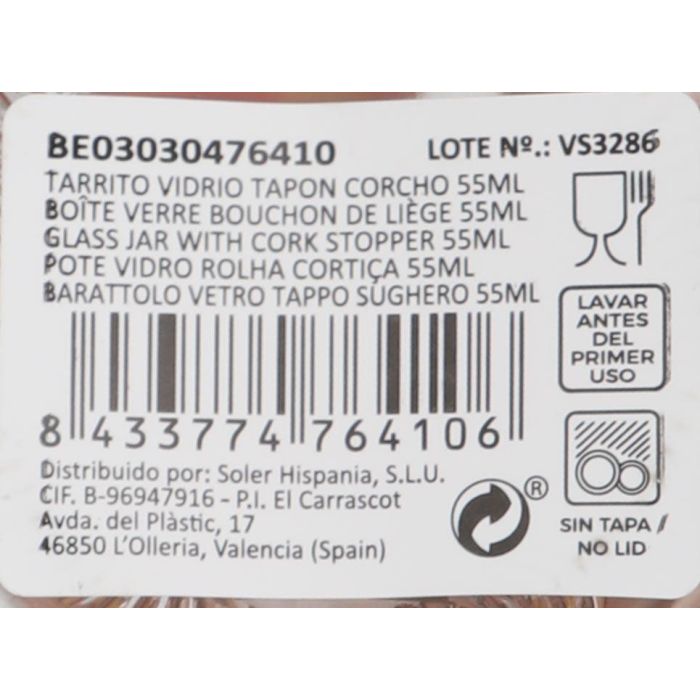 BE03030476410
LOTE Nº.: VS3286
TARRITO VIDRIO TAPON CORCHO 55ML
BOÎTE VERRE BOUCHON DE LIÈGE 55ML
GLASS JAR WITH CORK STOPPER 55ML
POTE VIDRO ROLHA CORTIÇA 55ML
BARATTOLO VETRO TAPPO SUGHERO 55ML
LAVAR
ANTES
DEL
PRIMER
USO
8 433774 764106
Distribuido por: Soler Hispania, S.L.U.
CIF. B-96947916 - P.I. El Carrascot
Avda. del Plàstic, 17
46850 L'Olleria, Valencia (Spain)
®
SIN TAPA /
NO LID